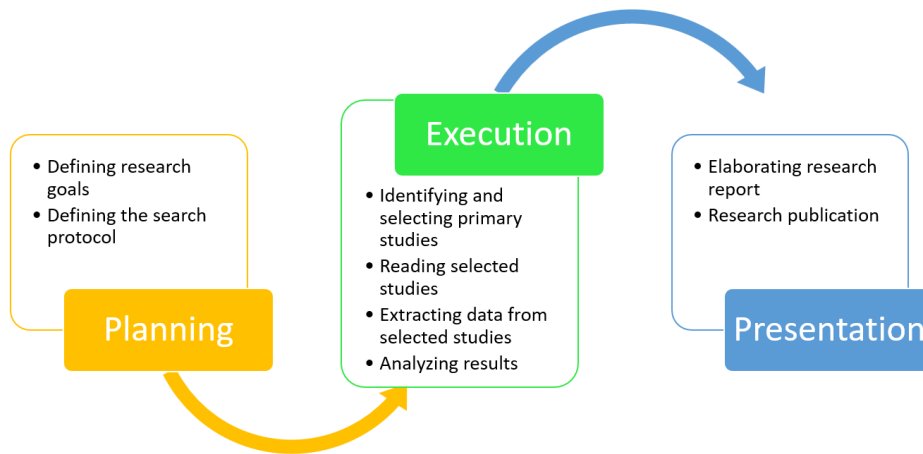 • Defining research
goals
• Defining the search
protocol
Planning
Execution
• Identifying and
selecting primary
studies
• Reading selected
studies
• Extracting data from
selected studies
• Analyzing results
• Elaborating research
report
• Research publication
Presentation